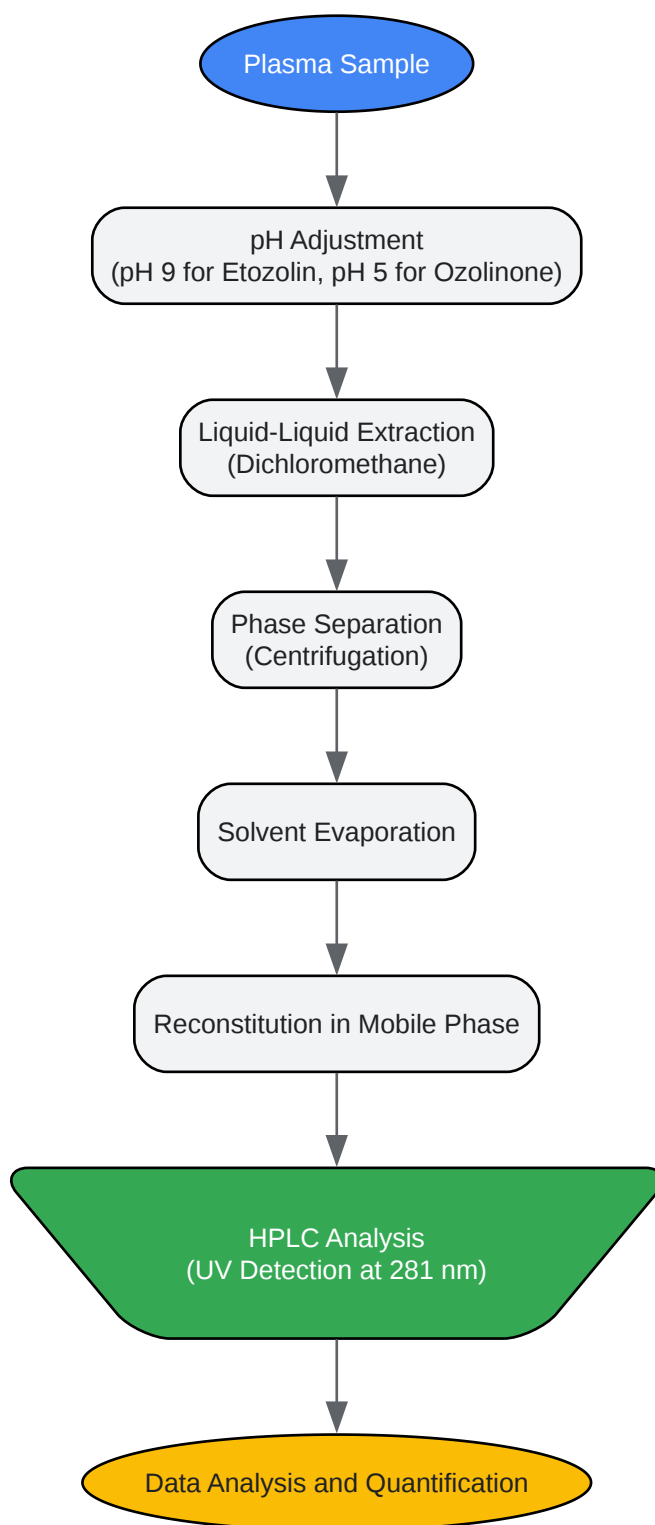 Plasma Sample
pH Adjustment
(pH 9 for Etozolin, pH 5 for Ozolinone)
Liquid-Liquid Extraction
(Dichloromethane)
Phase Separation
(Centrifugation)
Solvent Evaporation
Reconstitution in Mobile Phase
HPLC Analysis
(UV Detection at 281 nm)
Data Analysis and Quantification